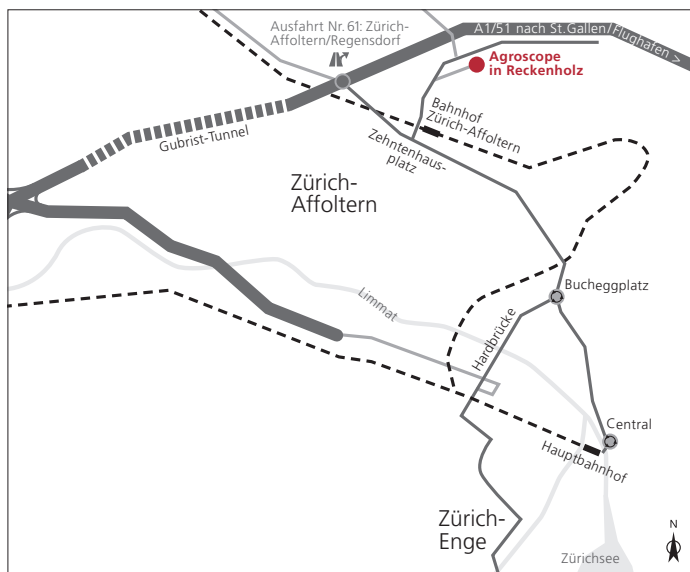 Ausfahrt Nr. 61: Zürich-
Affoltern/Regensdorf
A1/51 nach St.Gallen/Flughafen >
Agroscope
in Reckenholz
Bahnhof
Zürich-Affoltern
Gubrist-Tunnel
Zehntenhaus-
platz
Zürich-
Affoltern
Limmat
Bucheggplatz
Hardbrücke
Central
Hauptbahnhof
Zürich-
Enge
Zürichsee
N